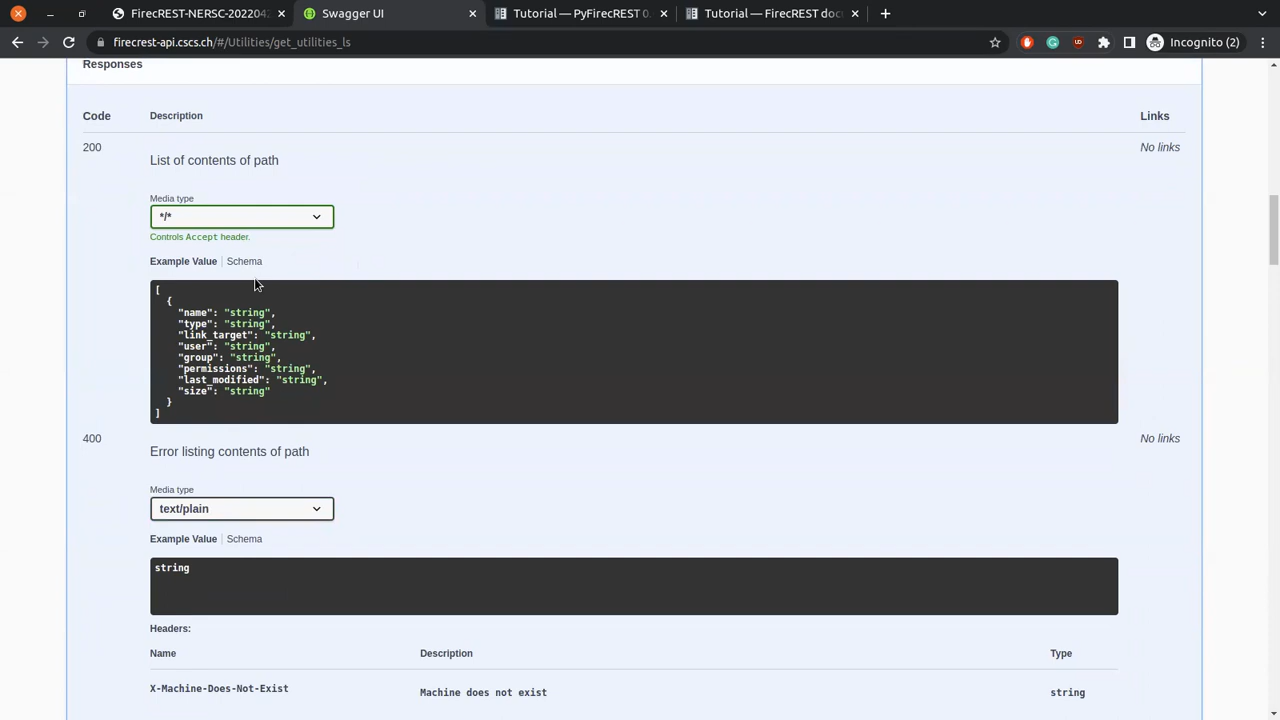 FirecREST-NERSC-2022042
Swagger UI
Tutorial — PyFirecREST 0.
Tutorial — FirecREST docu
firecrest-api.cscs.ch/#/Utilities/get_utilities_ls
Incognito (2)
Responses
Code Description Links
200 No links
List of contents of path
Media type
*/*
Controls Accept header.
Example Value Schema
[
{
"name": "string",
"type": "string",
"link_target": "string",
"user": "string",
"group": "string",
"permissions": "string",
"last_modified": "string",
"size": "string"
}
]
400 No links
Error listing contents of path
Media type
text/plain
Example Value Schema
string
Headers:
Name Description Type
X-Machine-Does-Not-Exist Machine does not exist string